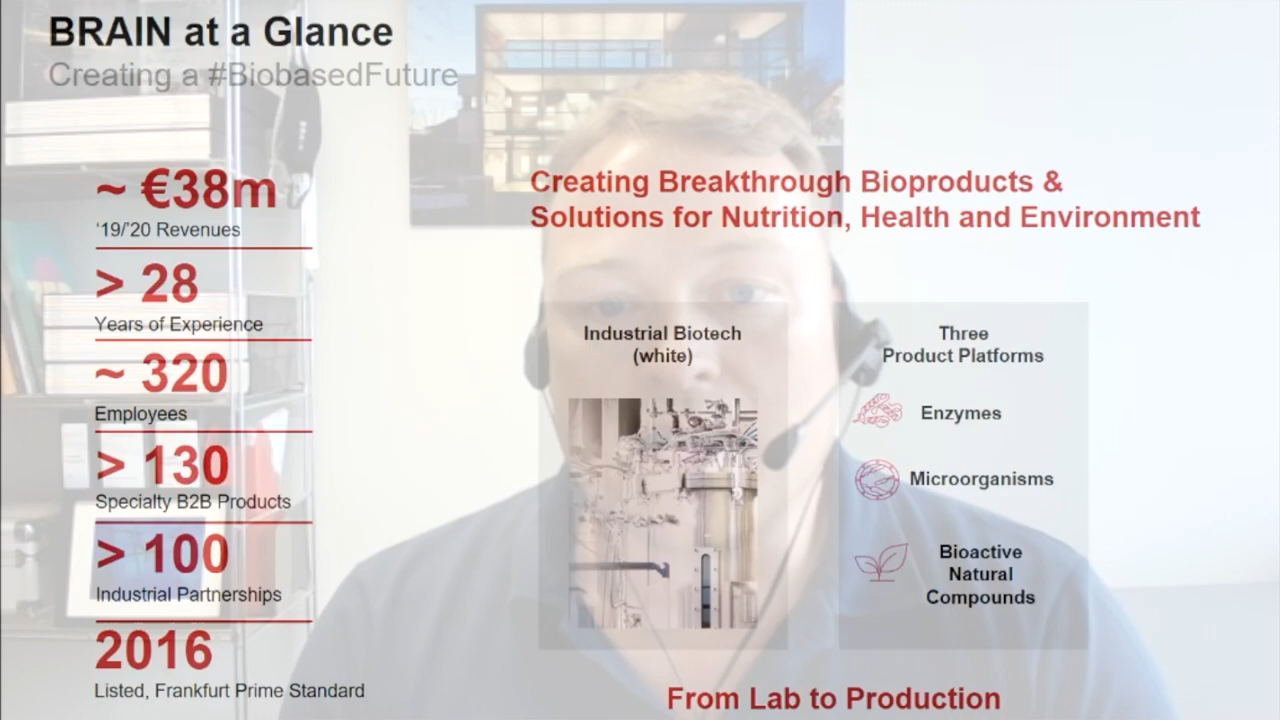 BRAIN at a Glance
Creating a #BiobasedFuture
~ €38m
‘19/’20 Revenues
> 28
Years of Experience
~ 320
Employees
> 130
Specialty B2B Products
> 100
Industrial Partnerships
2016
Listed, Frankfurt Prime Standard
Creating Breakthrough Bioproducts &
Solutions for Nutrition, Health and Environment
Industrial Biotech
(white)
Three
Product Platforms
Enzymes
Microorganisms
Bioactive
Natural
Compounds
From Lab to Production